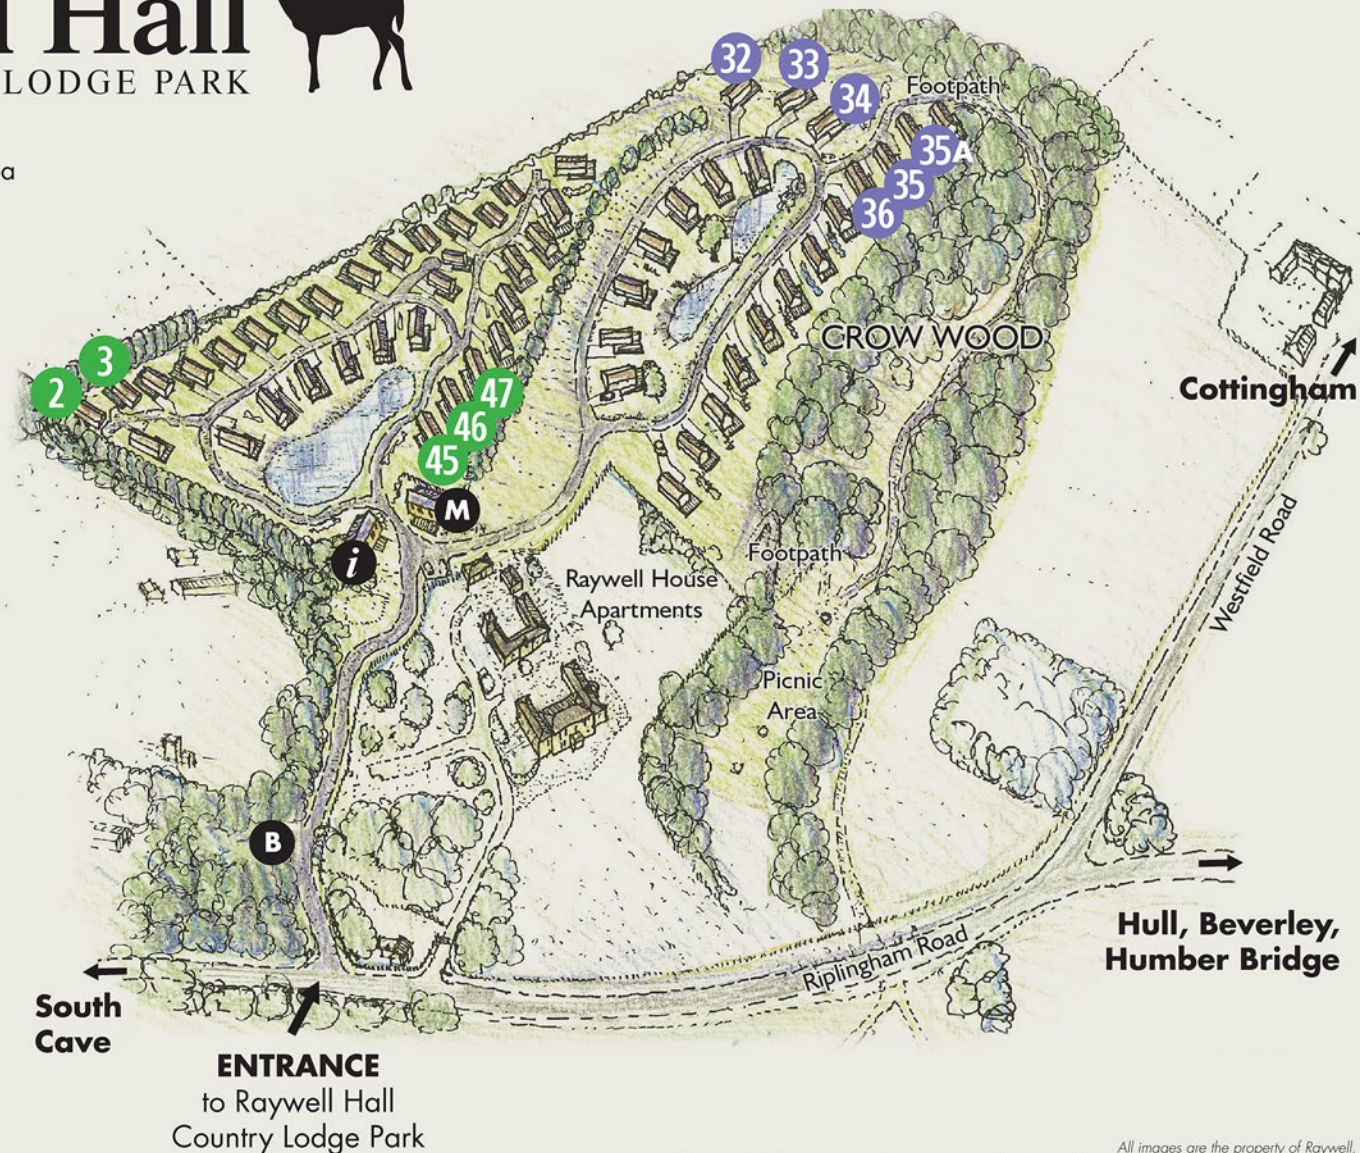 Hall
LODGE PARK
a
32
33
34
Footpath
35A
35
36
CROW WOOD
2
3
47
46
45
M
i
Cottingham
Westfield Road
Footpath
Raywell House
Apartments
Picnic
Area
B
Hull, Beverley,
Humber Bridge
Riplingham Road
South
Cave
ENTRANCE
to Raywell Hall
Country Lodge Park
All images are the property of Raywell.